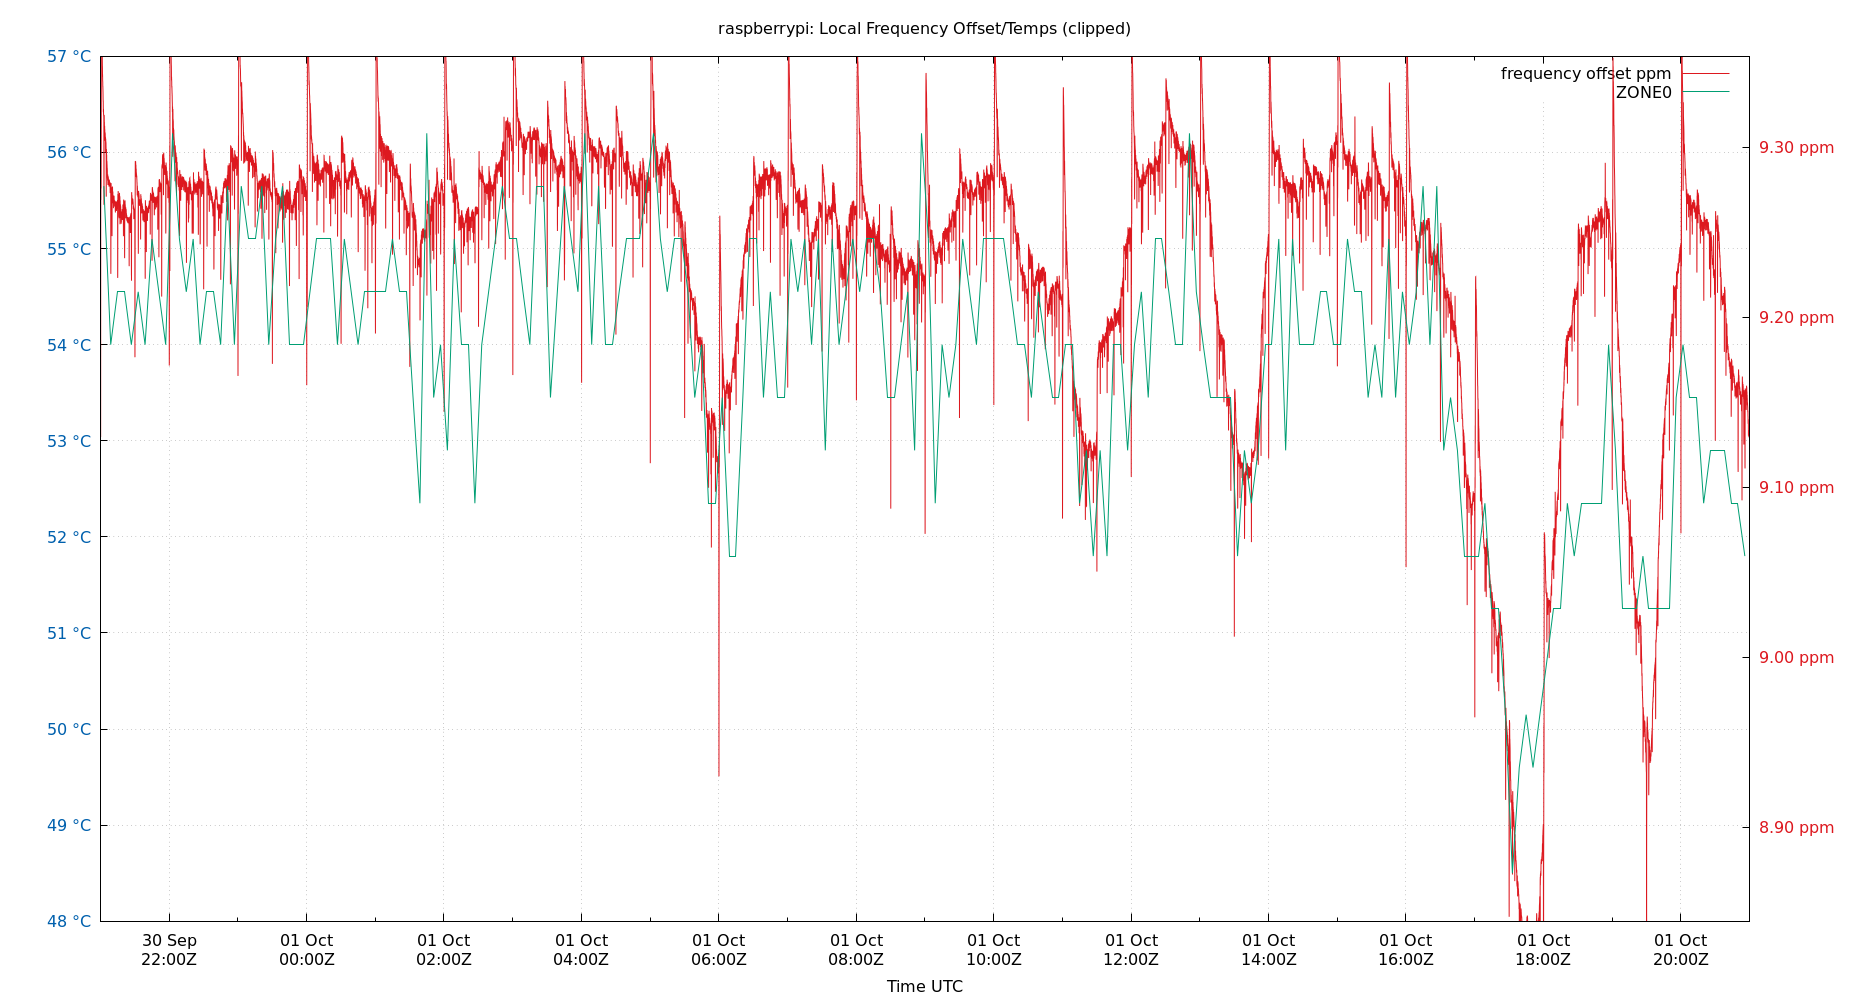 raspberrypi: Local Frequency Offset/Temps (clipped)
frequency offset ppm
ZONE0
57 °C
56 °C
55 °C
54 °C
53 °C
52 °C
51 °C
50 °C
49 °C
48 °C
9.30 ppm
9.20 ppm
9.10 ppm
9.00 ppm
8.90 ppm
30 Sep 01 Oct 01 Oct 01 Oct 01 Oct 01 Oct 01 Oct 01 Oct 01 Oct 01 Oct 01 Oct 01 Oct
22:00Z 00:00Z 02:00Z 04:00Z 06:00Z 08:00Z 10:00Z 12:00Z 14:00Z 16:00Z 18:00Z 20:00Z
Time UTC